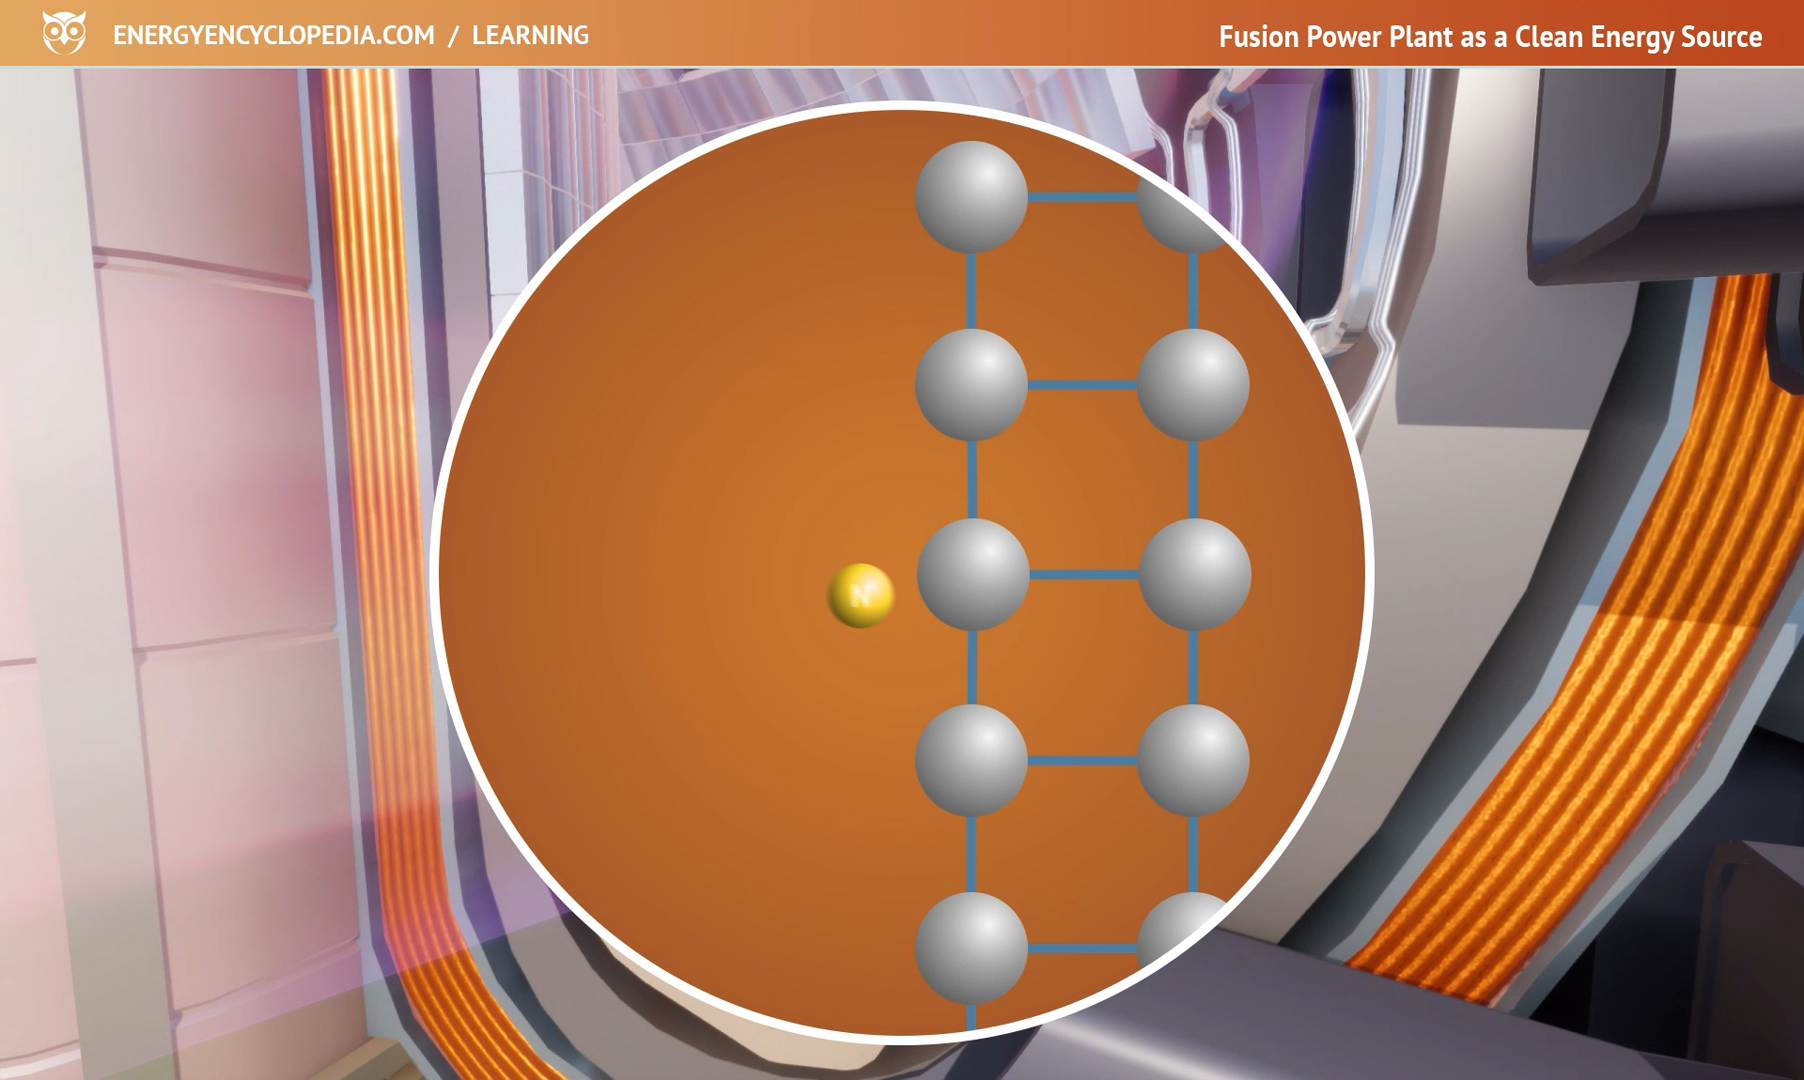 ENERGYENCYCLOPEDIA.COM / LEARNING
Fusion Power Plant as a Clean Energy Source
N